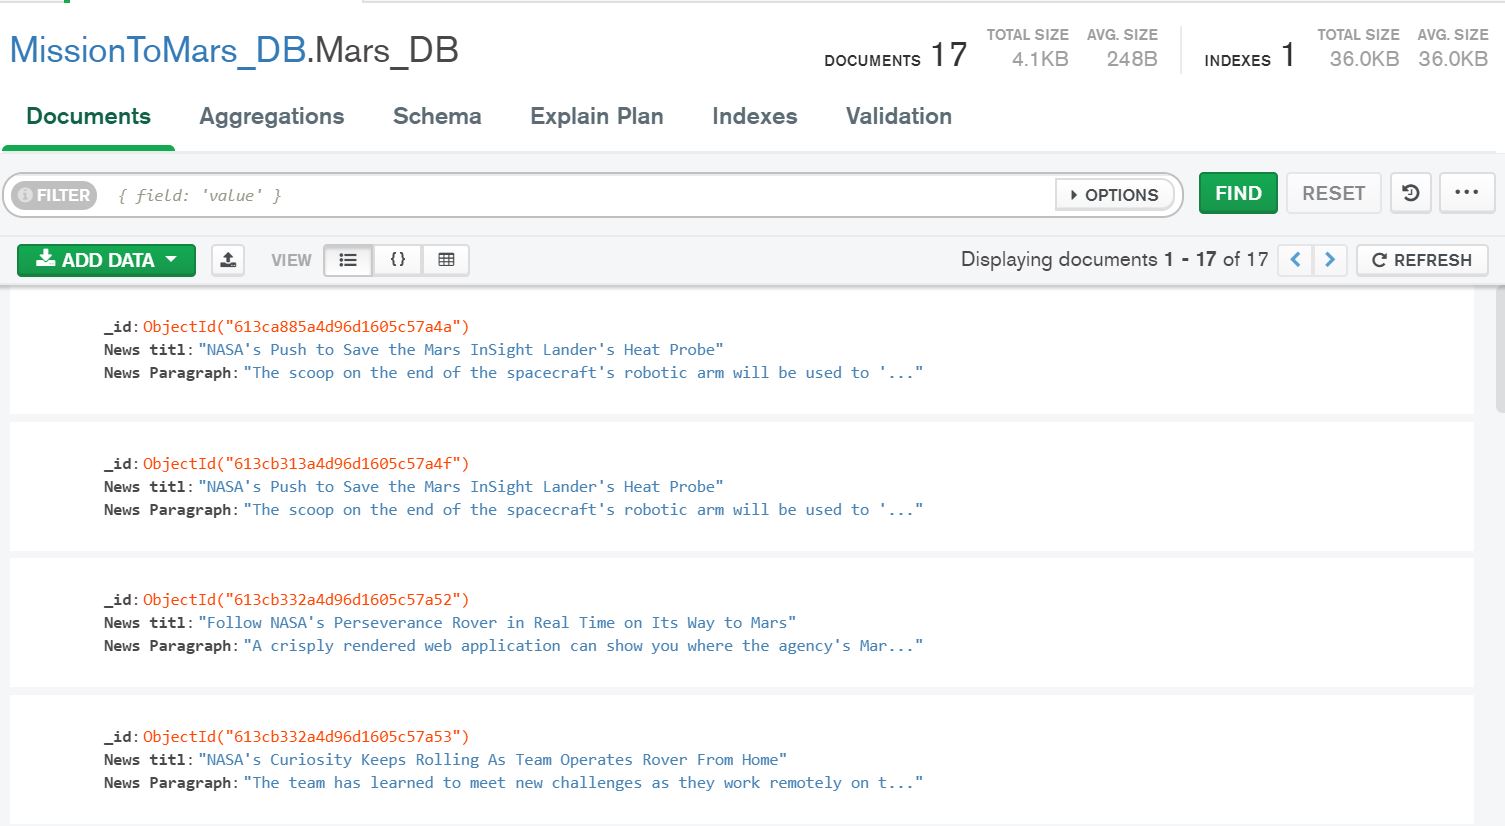 MissionToMars_DB.Mars_DB
DOCUMENTS 17 TOTAL SIZE 4.1KB AVG. SIZE 248B INDEXES 1 TOTAL SIZE 36.0KB AVG. SIZE 36.0KB
Documents Aggregations Schema Explain Plan Indexes Validation
FILTER { field: 'value' } OPTIONS FIND RESET ...
ADD DATA VIEW {} Displaying documents 1 - 17 of 17 REFRESH
_id: ObjectId("613ca885a4d96d1605c57a4a")
News titl: "NASA's Push to Save the Mars InSight Lander's Heat Probe"
News Paragraph: "The scoop on the end of the spacecraft's robotic arm will be used to '..."
_id: ObjectId("613cb313a4d96d1605c57a4f")
News titl: "NASA's Push to Save the Mars InSight Lander's Heat Probe"
News Paragraph: "The scoop on the end of the spacecraft's robotic arm will be used to '..."
_id: ObjectId("613cb332a4d96d1605c57a52")
News titl: "Follow NASA's Perseverance Rover in Real Time on Its Way to Mars"
News Paragraph: "A crisply rendered web application can show you where the agency's Mar..."
_id: ObjectId("613cb332a4d96d1605c57a53")
News titl: "NASA's Curiosity Keeps Rolling As Team Operates Rover From Home"
News Paragraph: "The team has learned to meet new challenges as they work remotely on t..."